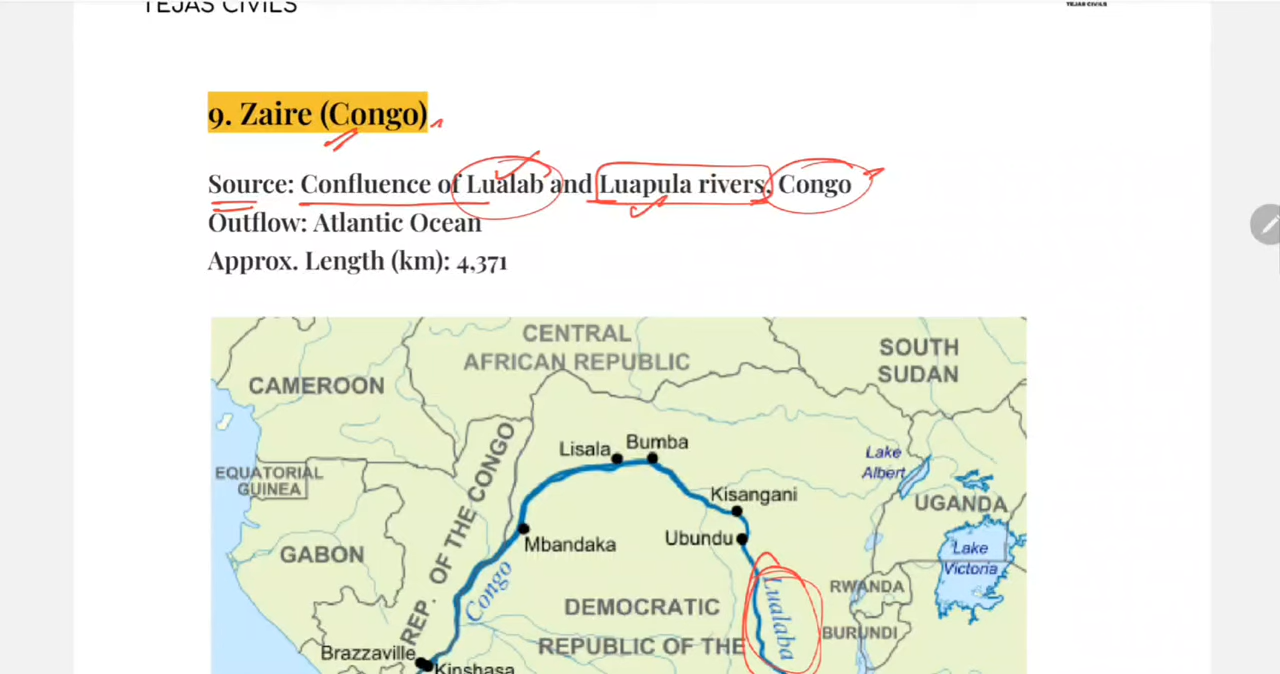 TEJAS CIVILS
TEJAS CIVILS
9. Zaire (Congo)
Source: Confluence of Lualab and Luapula rivers, Congo
Outflow: Atlantic Ocean
Approx. Length (km): 4,371
CENTRAL
AFRICAN REPUBLIC
SOUTH
SUDAN
CAMEROON
Lisala
Bumba
Lake
Albert
EQUATORIAL
GUINEA
Kisangani
UGANDA
GABON
REP. OF THE CONGO
Mbandaka
Ubundu
Lake
Victoria
Congo
DEMOCRATIC
REPUBLIC OF THE
Lualaba
RWANDA
BURUNDI
Brazzaville
Kinshasa